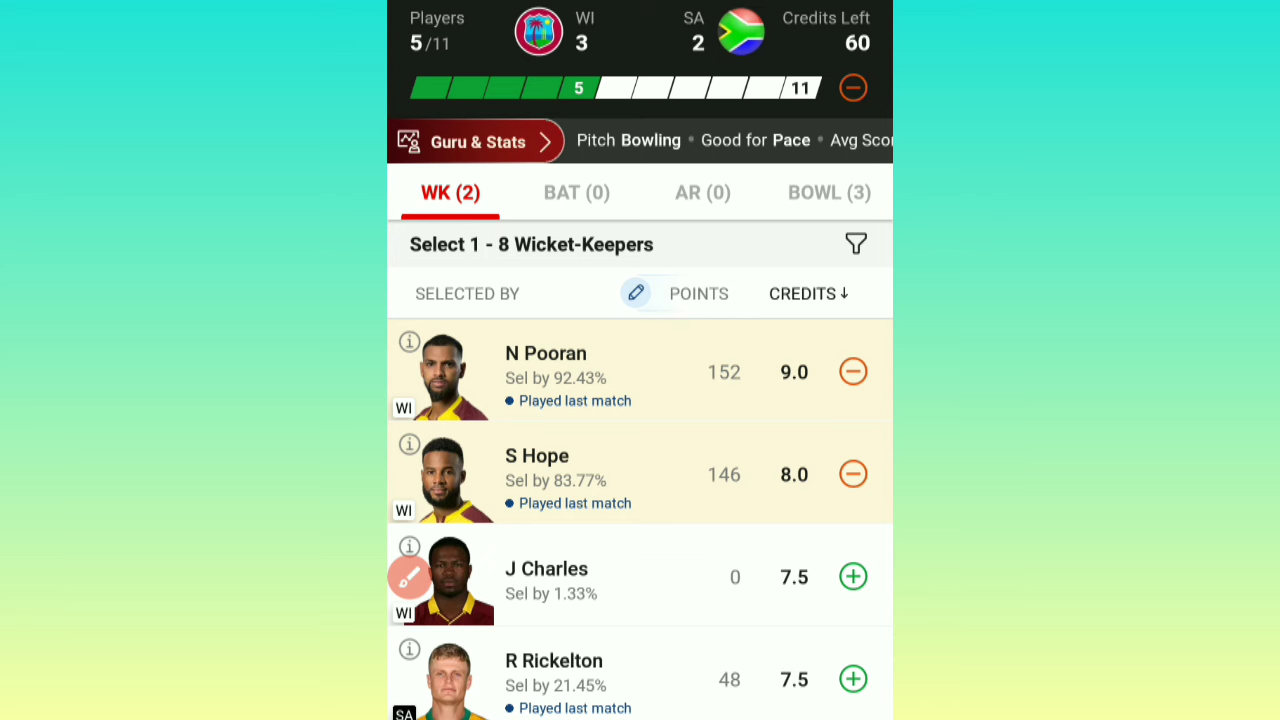 Players WI SA Credits Left
5/11 3 2 60
5 11
Guru & Stats Pitch Bowling • Good for Pace • Avg Scor
WK (2) BAT (0) AR (0) BOWL (3)
Select 1 - 8 Wicket-Keepers
SELECTED BY POINTS CREDITS↓
N Pooran
Sel by 92.43% 152 9.0
WI Played last match
S Hope
Sel by 83.77% 146 8.0
WI Played last match
J Charles
Sel by 1.33% 0 7.5
WI
R Rickelton
Sel by 21.45% 48 7.5
SA Played last match